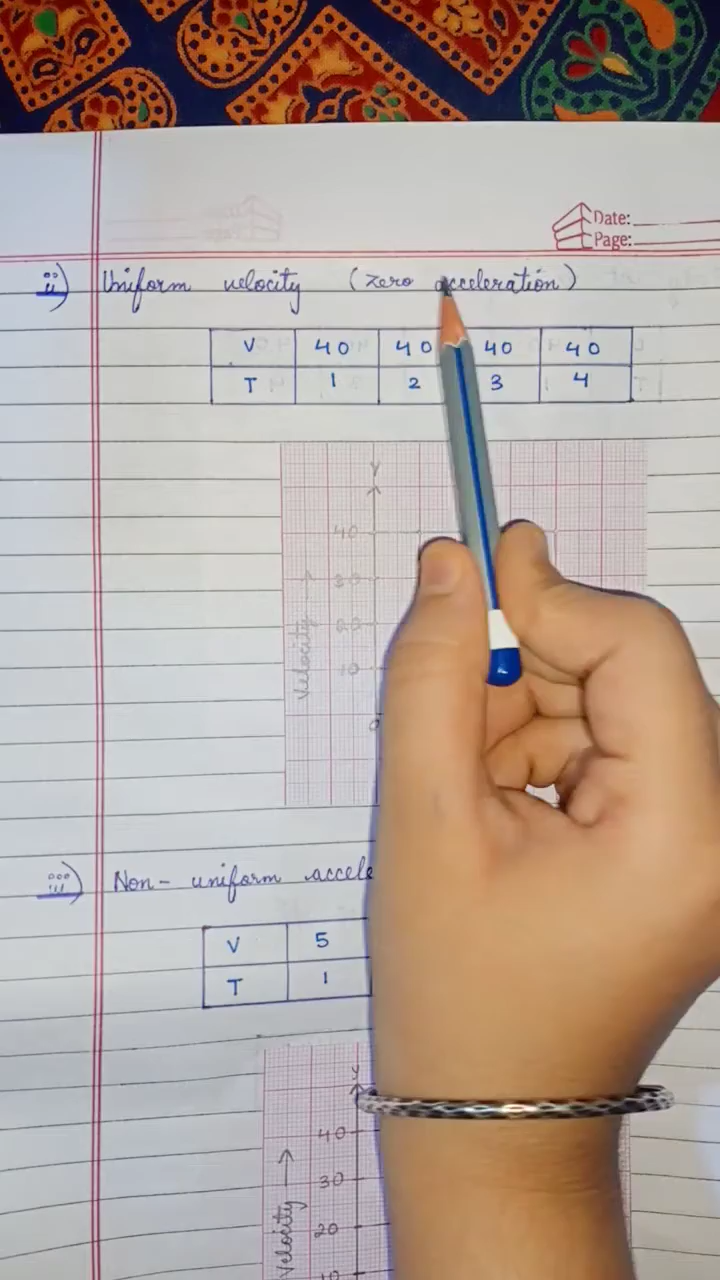 Date:
Page:
ii) Uniform velocity (zero acceleration)
V 40 40 40 40
T 1 2 3 4
Y
40
30
20
10
0
Velocity →
iii) Non-uniform accele
V 5
T 1
40
30
20
10
Velocity →